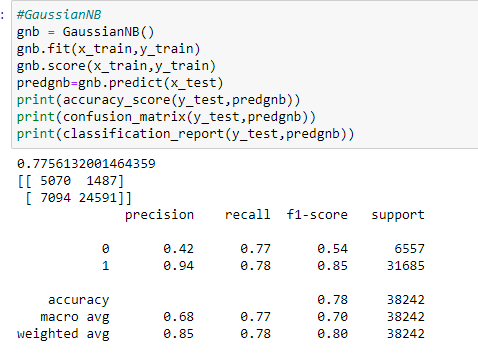 :
#GaussianNB
gnb = GaussianNB()
gnb.fit(x_train,y_train)
gnb.score(x_train,y_train)
predgnb=gnb.predict(x_test)
print(accuracy_score(y_test,predgnb))
print(confusion_matrix(y_test,predgnb))
print(classification_report(y_test,predgnb))
0.7756132001464359
[[ 5070  1487]
 [ 7094 24591]]
              precision    recall  f1-score   support
           0       0.42      0.77      0.54      6557
           1       0.94      0.78      0.85     31685
    accuracy                           0.78     38242
   macro avg       0.68      0.77      0.70     38242
weighted avg       0.85      0.78      0.80     38242